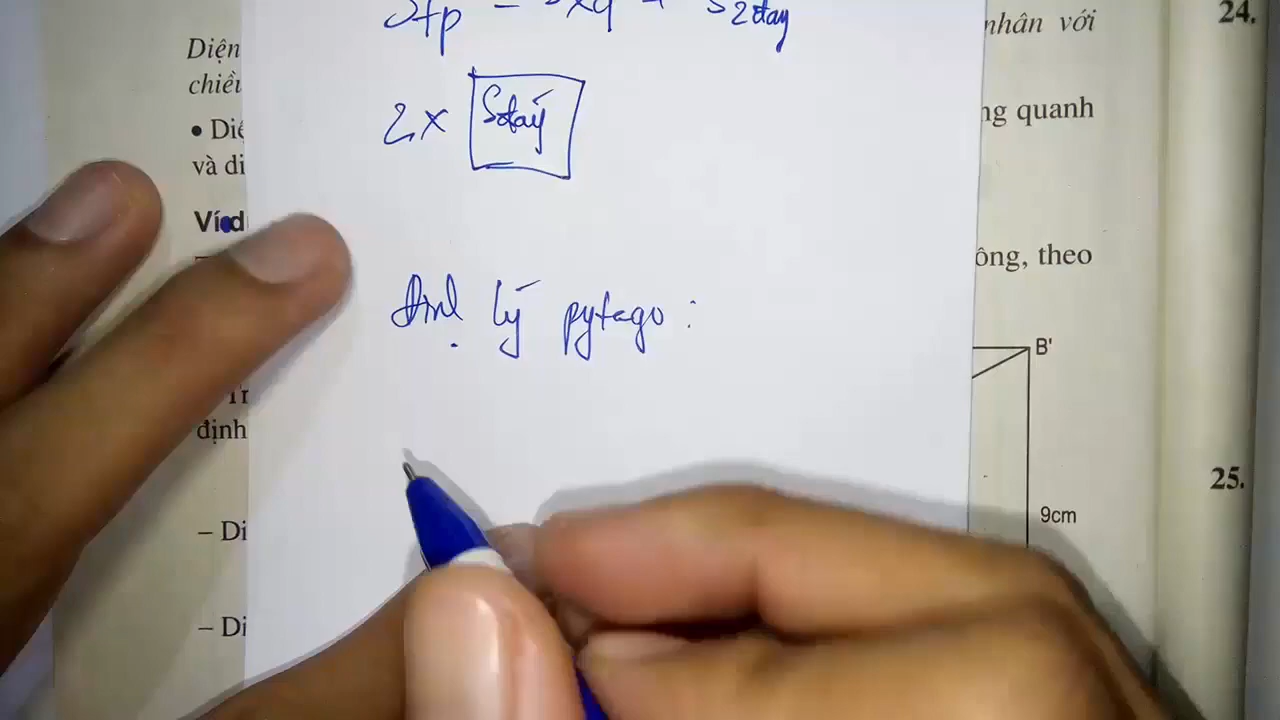 Stp = Sxq + S2đáy
2x Sđáy
định lý pytago :
Diện
chiều
• Diệ
và di
Ví d
định
– Di
– Di
nhân với
ng quanh
ông, theo
B'
9cm
24.
25.